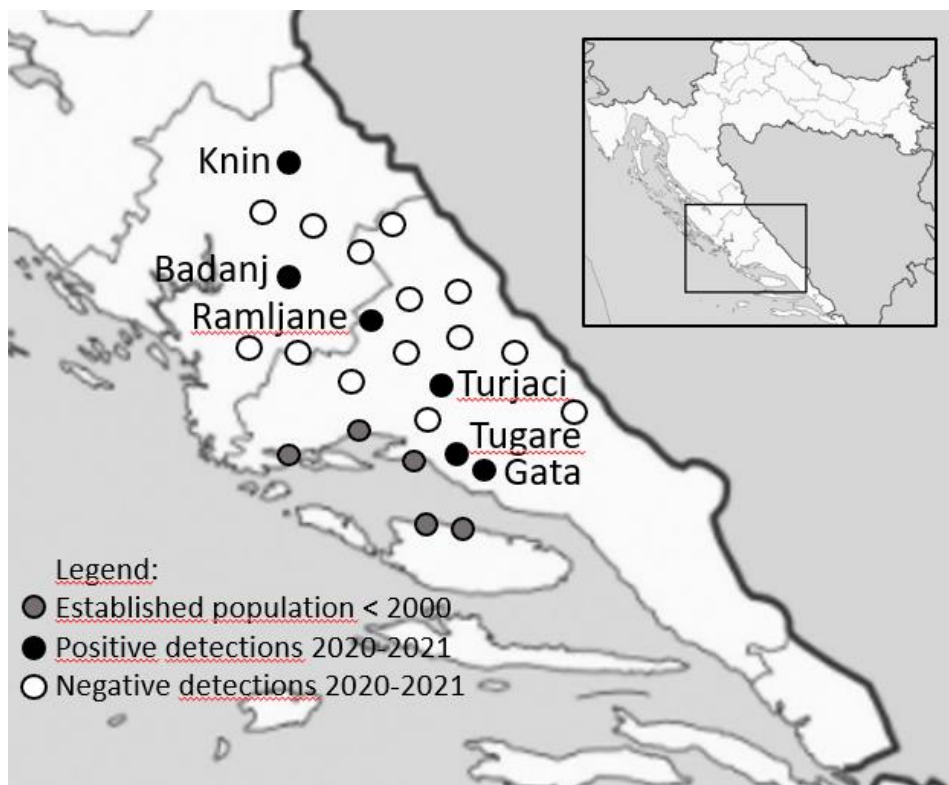 Knin
Badanj
Ramljane
Turjaci
Tugare
Gata
Legend:
Established population < 2000
Positive detections 2020-2021
Negative detections 2020-2021